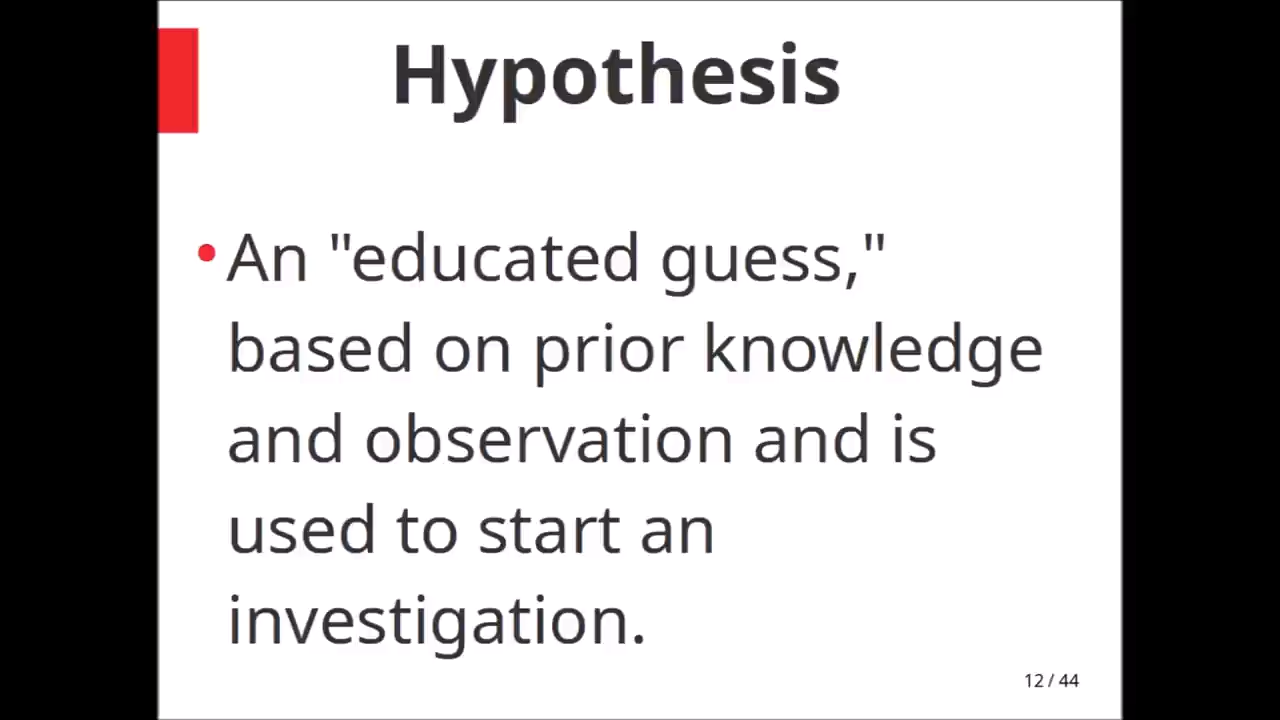 Hypothesis
•An "educated guess,"
based on prior knowledge
and observation and is
used to start an
investigation.
12 / 44